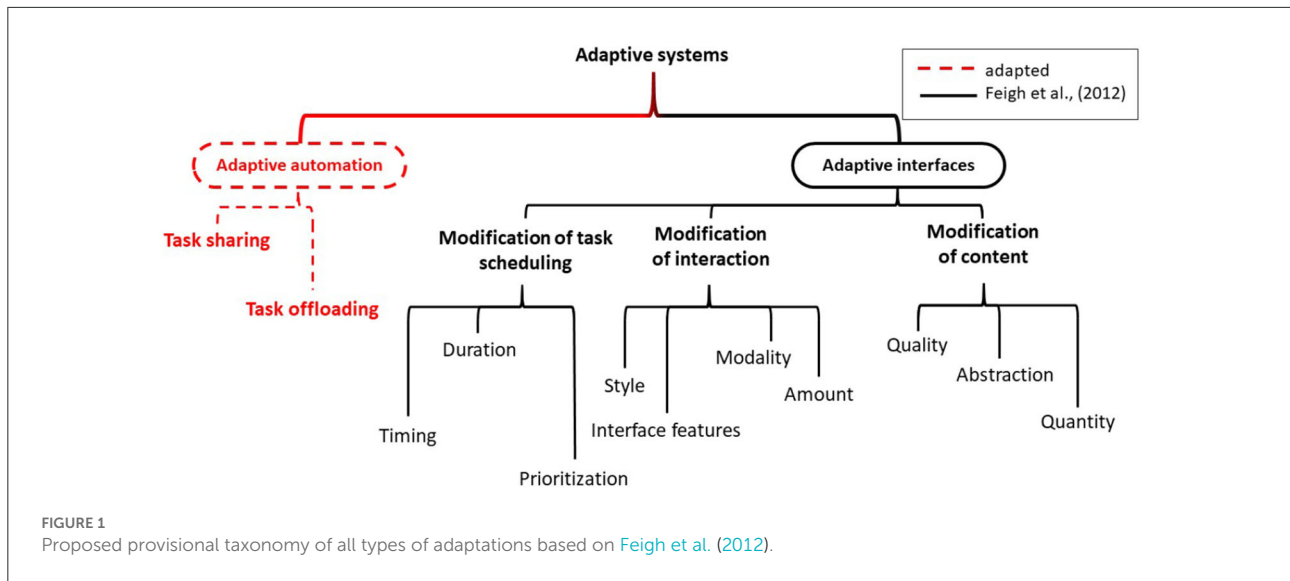 Adaptive systems
adapted
Feigh et al., (2012)
Adaptive automation
Adaptive interfaces
Task sharing
Task offloading
Modification of task
scheduling
Modification
of interaction
Modification
of content
Timing
Duration
Prioritization
Style
Interface features
Modality
Amount
Quality
Abstraction
Quantity
FIGURE 1
Proposed provisional taxonomy of all types of adaptations based on Feigh et al. (2012).